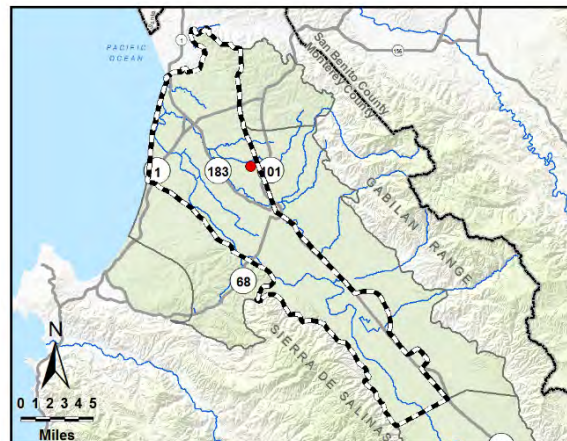 1
156
PACIFIC
OCEAN
San Benito County
Monterey County
183
101
1
GABILAN RANGE
68
SIERRA DE SALINAS
N
0 1 2 3 4 5
Miles